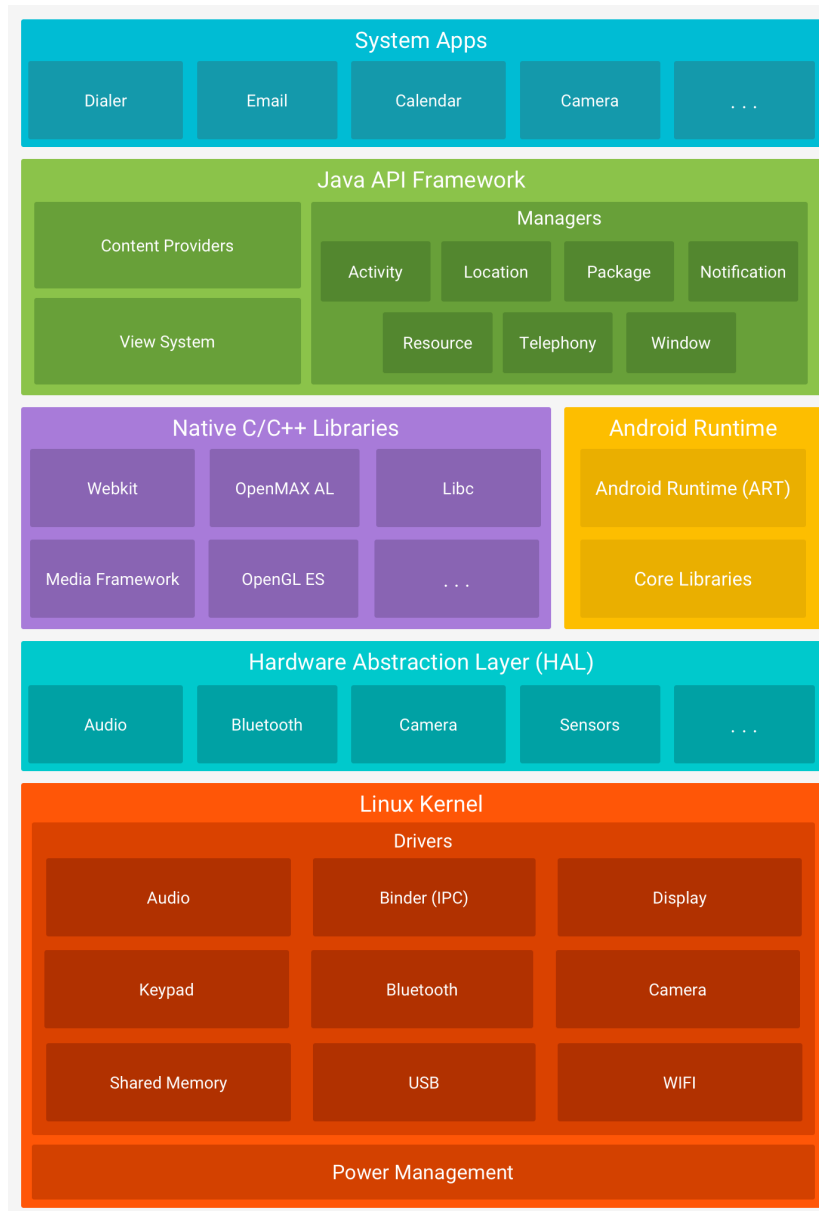 System Apps
Dialer
Email
Calendar
Camera
. . .
Java API Framework
Content Providers
View System
Managers
Activity
Location
Package
Notification
Resource
Telephony
Window
Native C/C++ Libraries
Webkit
OpenMAX AL
Libc
Media Framework
OpenGL ES
. . .
Android Runtime
Android Runtime (ART)
Core Libraries
Hardware Abstraction Layer (HAL)
Audio
Bluetooth
Camera
Sensors
. . .
Linux Kernel
Drivers
Audio
Binder (IPC)
Display
Keypad
Bluetooth
Camera
Shared Memory
USB
WIFI
Power Management